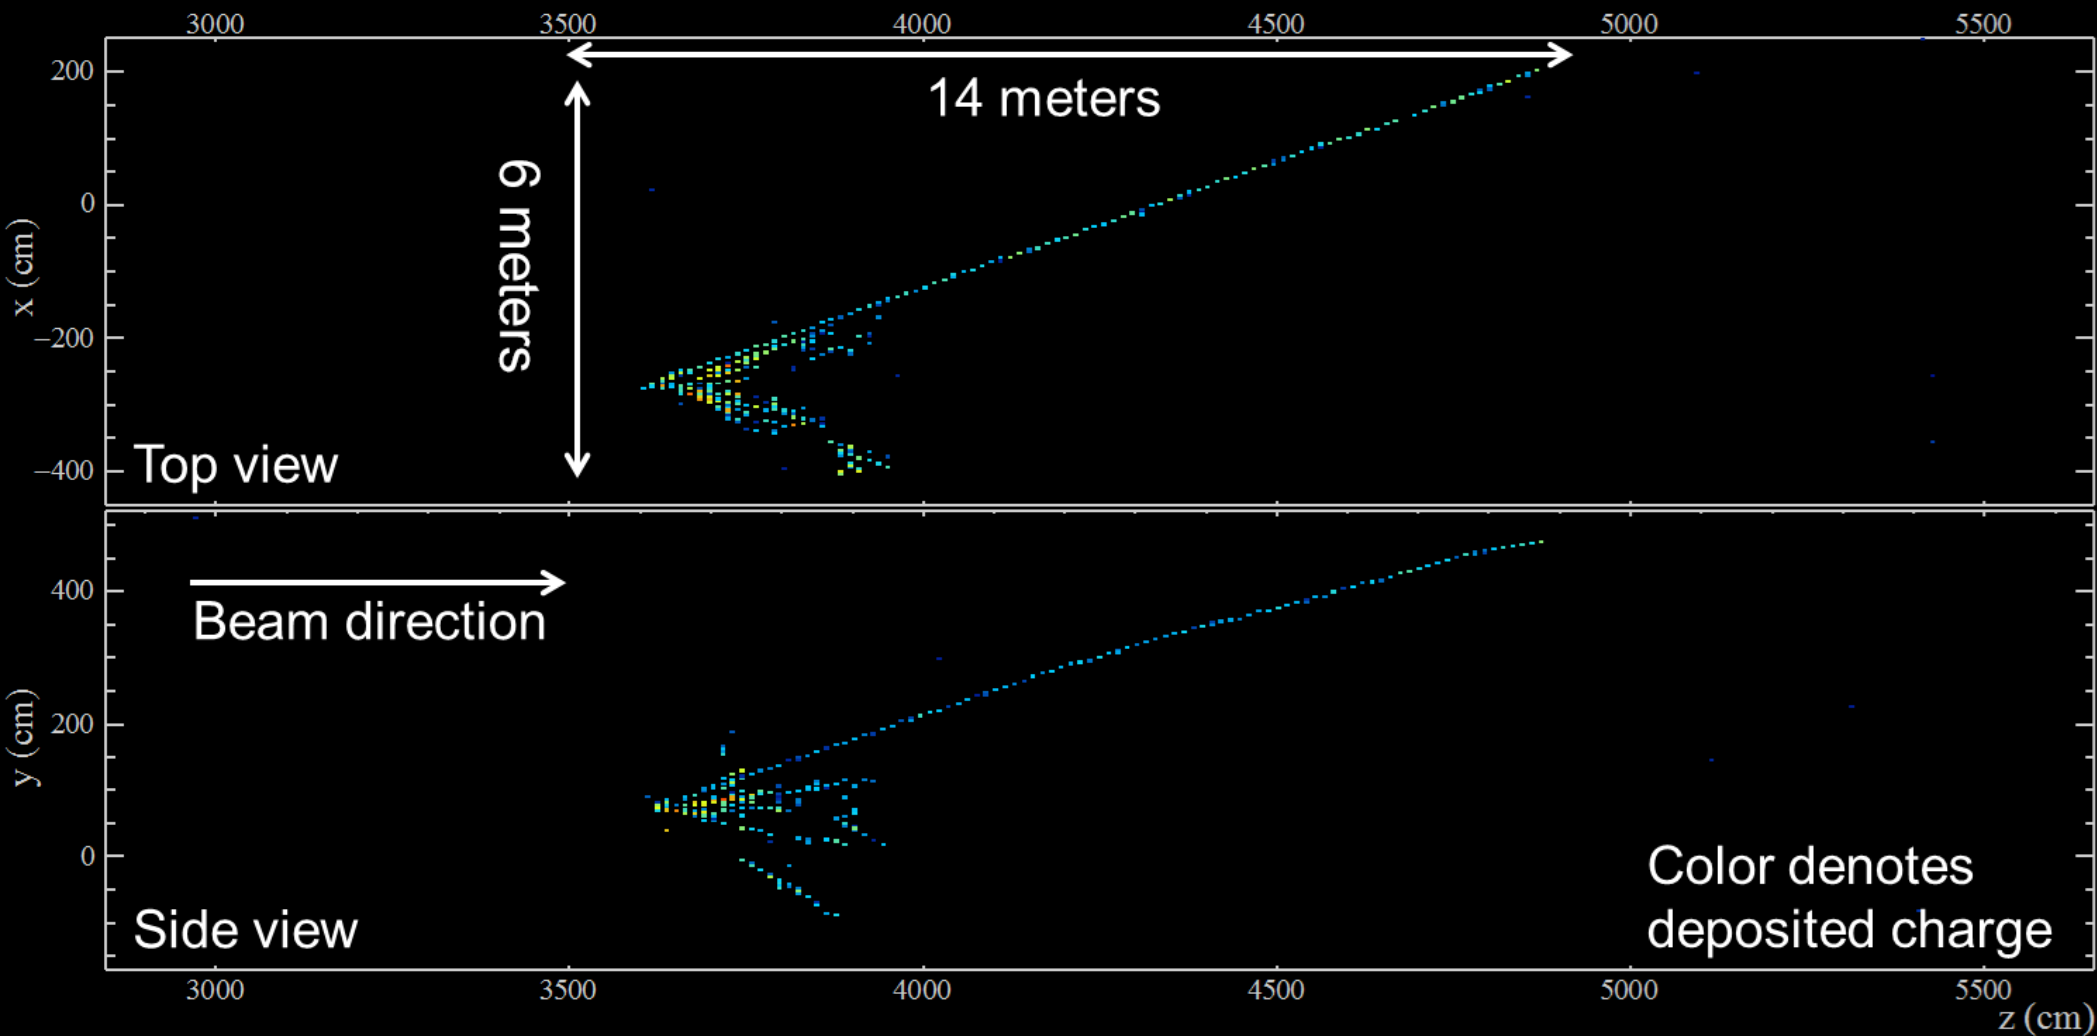 3000 3500 4000 4500 5000 5500
200
0
−200
−400
x (cm)
14 meters
6 meters
Top view
400
200
0
y (cm)
Beam direction
Side view
Color denotes
deposited charge
3000 3500 4000 4500 5000 5500
z (cm)